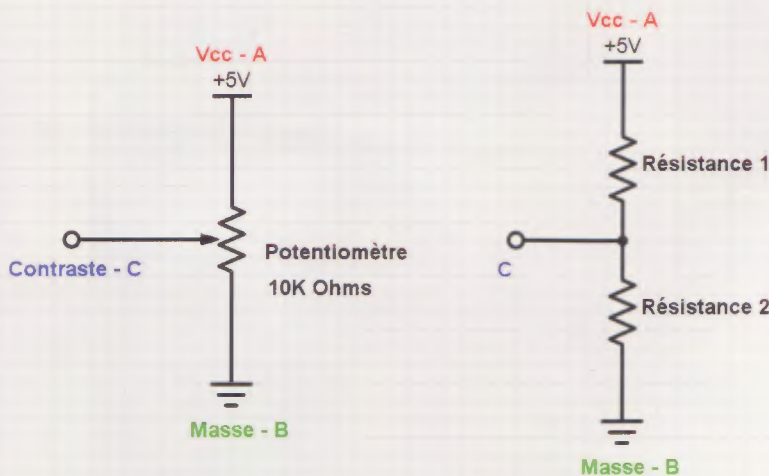 Vcc - A
+5V
Contraste - C
Potentiomètre
10K Ohms
Masse - B
Vcc - A
+5V
Résistance 1
C
Résistance 2
Masse - B